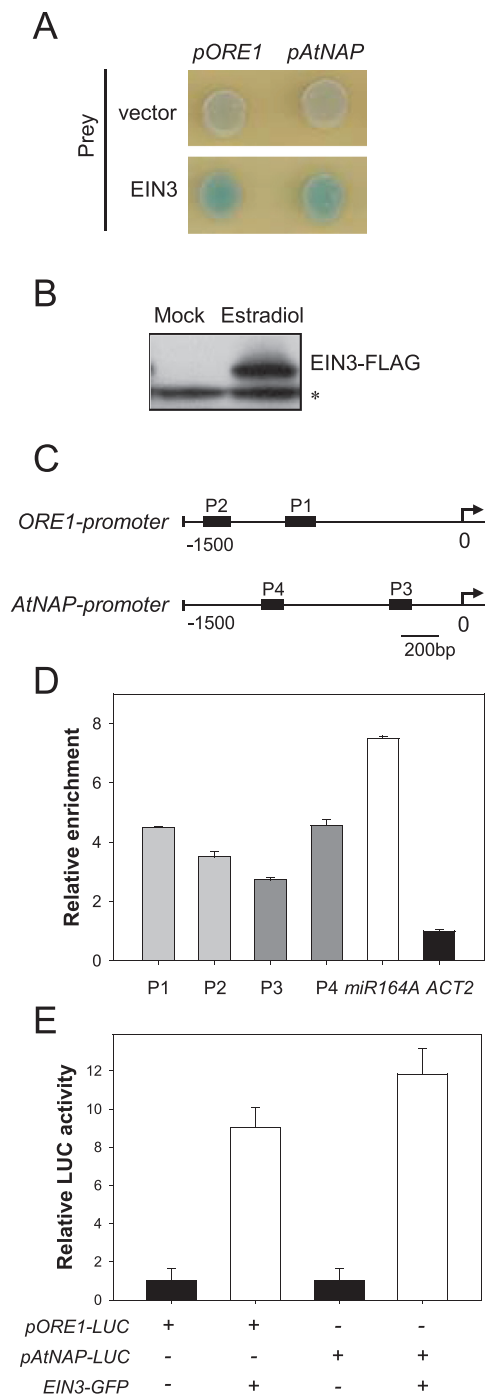 A
pORE1 pAtNAP
Prey
vector
EIN3
B
Mock Estradiol
EIN3-FLAG
*
C
P2 P1
ORE1-promoter
-1500 0
P4 P3
AtNAP-promoter
-1500 0
200bp
D
Relative enrichment
8
6
4
2
0
P1 P2 P3 P4 miR164A ACT2
E
Relative LUC activity
12
10
8
6
4
2
0
pORE1-LUC + + - -
pAtNAP-LUC - - + +
EIN3-GFP - + - +